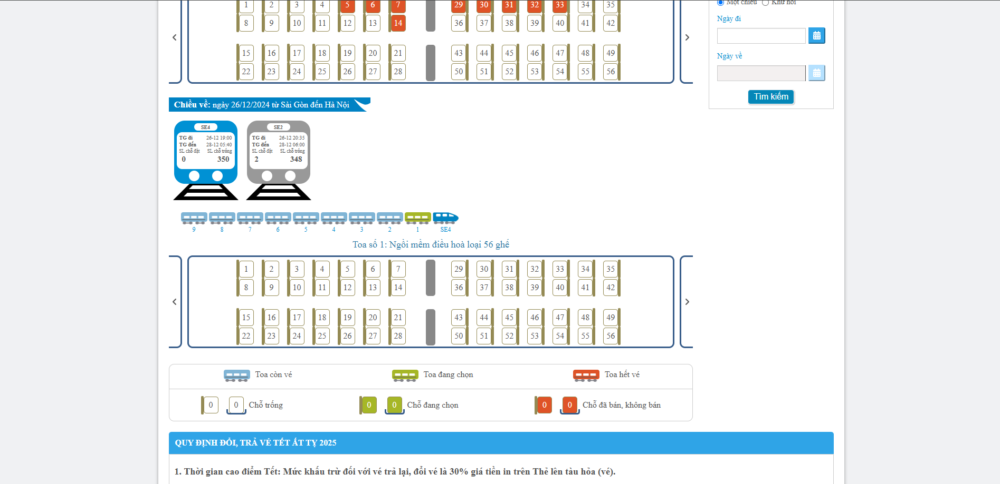 1 2 3 4 5 6 7 29 30 31 32 33 34 35
8 9 10 11 12 13 14 36 37 38 39 40 41 42
15 16 17 18 19 20 21 43 44 45 46 47 48 49
22 23 24 25 26 27 28 50 51 52 53 54 55 56
Một chiều Khứ hồi
Ngày đi
Ngày về
Tìm kiếm
Chiều về: ngày 26/12/2024 từ Sài Gòn đến Hà Nội
SE4
TG đi 26-12 19:00
TG đến 28-12 05:40
SL chỗ đặt SL chỗ trống
0 350
SE2
TG đi 26-12 20:35
TG đến 28-12 06:00
SL chỗ đặt SL chỗ trống
2 348
9 8 7 6 5 4 3 2 1 SE4
Toa số 1: Ngồi mềm điều hoà loại 56 ghế
1 2 3 4 5 6 7 29 30 31 32 33 34 35
8 9 10 11 12 13 14 36 37 38 39 40 41 42
15 16 17 18 19 20 21 43 44 45 46 47 48 49
22 23 24 25 26 27 28 50 51 52 53 54 55 56
Toa còn vé Toa đang chọn Toa hết vé
0 0 Chỗ trống 0 0 Chỗ đang chọn 0 0 Chỗ đã bán, không bán
QUY ĐỊNH ĐỔI, TRẢ VÉ TẾT ẤT TỴ 2025
1. Thời gian cao điểm Tết: Mức khấu trừ đối với vé trả lại, đổi vé là 30% giá tiền in trên Thẻ lên tàu hỏa (vé).